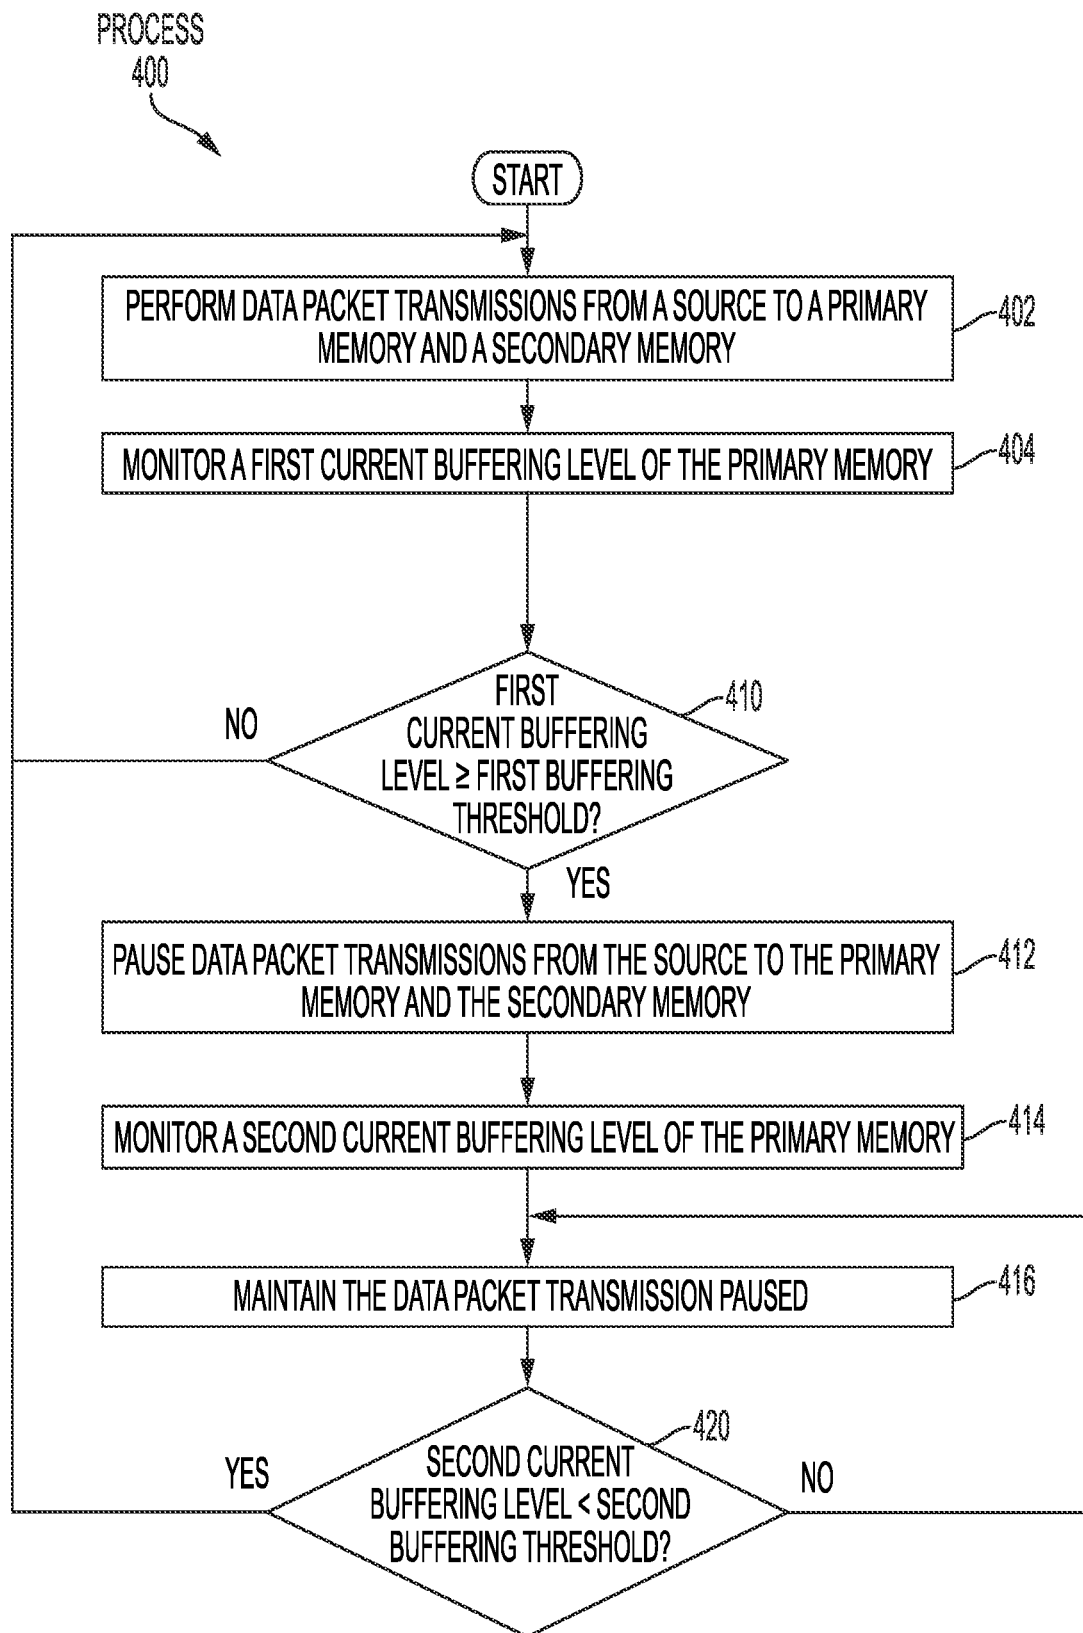 PROCESS
400
START
PERFORM DATA PACKET TRANSMISSIONS FROM A SOURCE TO A PRIMARY
MEMORY AND A SECONDARY MEMORY
402
MONITOR A FIRST CURRENT BUFFERING LEVEL OF THE PRIMARY MEMORY
404
FIRST
CURRENT BUFFERING
LEVEL ≥ FIRST BUFFERING
THRESHOLD?
410
NO
YES
PAUSE DATA PACKET TRANSMISSIONS FROM THE SOURCE TO THE PRIMARY
MEMORY AND THE SECONDARY MEMORY
412
MONITOR A SECOND CURRENT BUFFERING LEVEL OF THE PRIMARY MEMORY
414
MAINTAIN THE DATA PACKET TRANSMISSION PAUSED
416
SECOND CURRENT
BUFFERING LEVEL < SECOND
BUFFERING THRESHOLD?
420
YES
NO